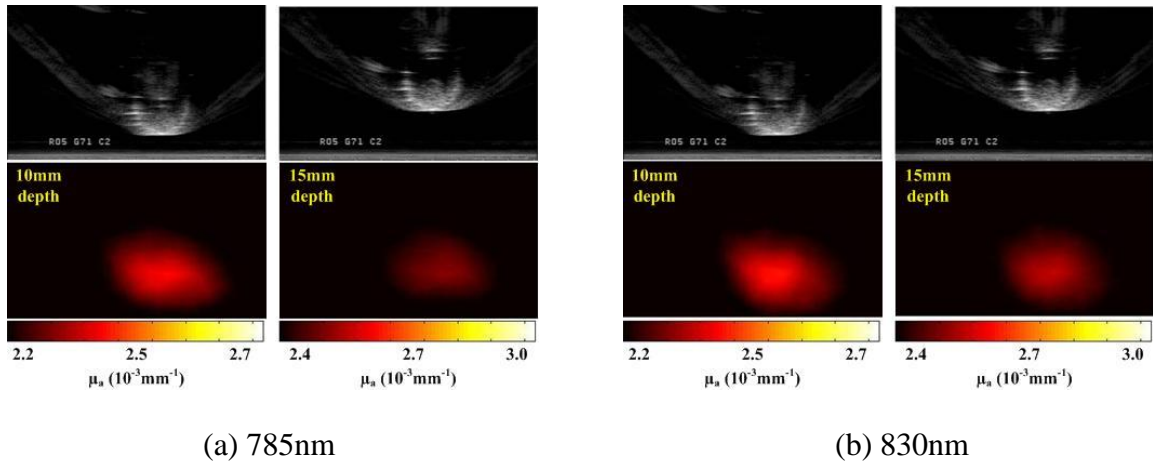 R05 G71 C2
10mm
depth
2.2 2.5 2.7
μa (10-3mm-1)
R05 G71 C2
15mm
depth
2.4 2.7 3.0
μa (10-3mm-1)
(a) 785nm
R05 G71 C2
10mm
depth
2.2 2.5 2.7
μa (10-3mm-1)
R05 G71 C2
15mm
depth
2.4 2.7 3.0
μa (10-3mm-1)
(b) 830nm